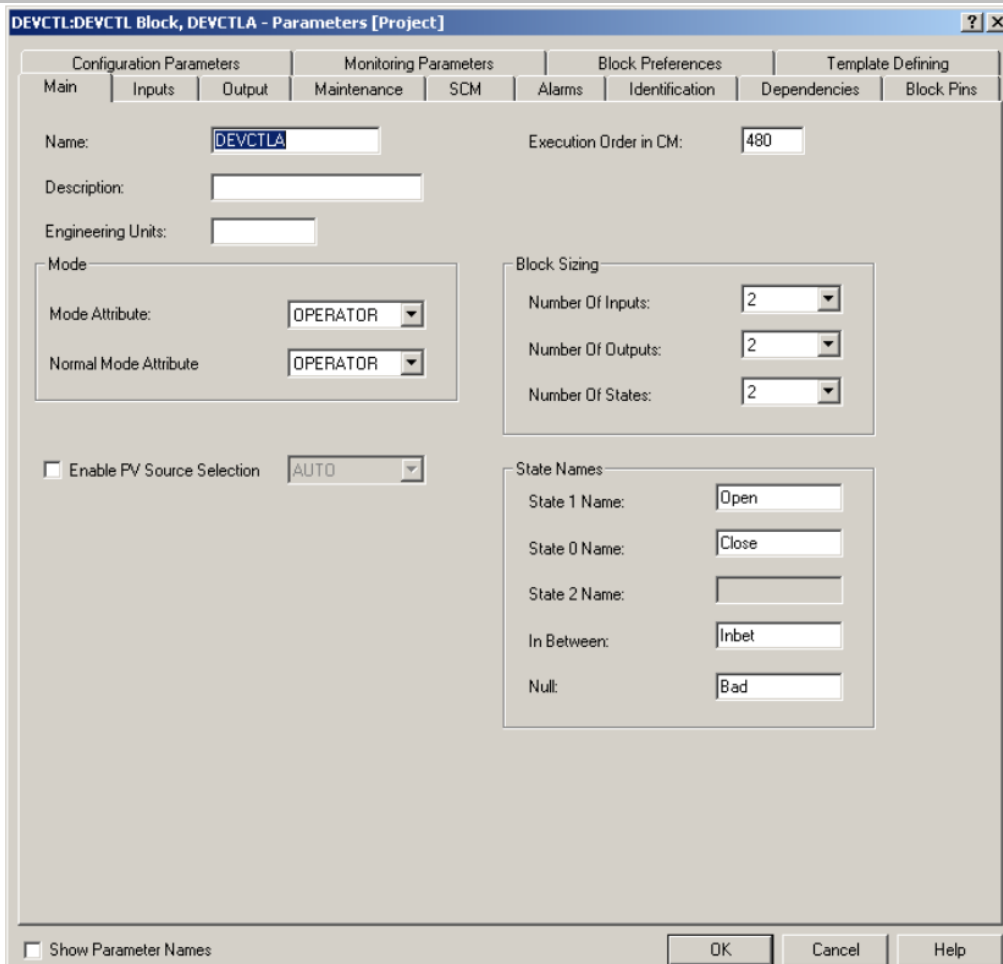 DEVCTL:DEVCTL Block, DEVCTLA - Parameters [Project]
Configuration Parameters Monitoring Parameters Block Preferences Template Defining
Main Inputs Output Maintenance SCM Alarms Identification Dependencies Block Pins
Name: DEVCTLA Execution Order in CM: 480
Description:
Engineering Units:
Mode Block Sizing
Mode Attribute: OPERATOR Number Of Inputs: 2
Normal Mode Attribute OPERATOR Number Of Outputs: 2
Number Of States: 2
Enable PV Source Selection AUTO State Names
State 1 Name: Open
State 0 Name: Close
State 2 Name:
In Between: Inbet
Null: Bad
Show Parameter Names OK Cancel Help